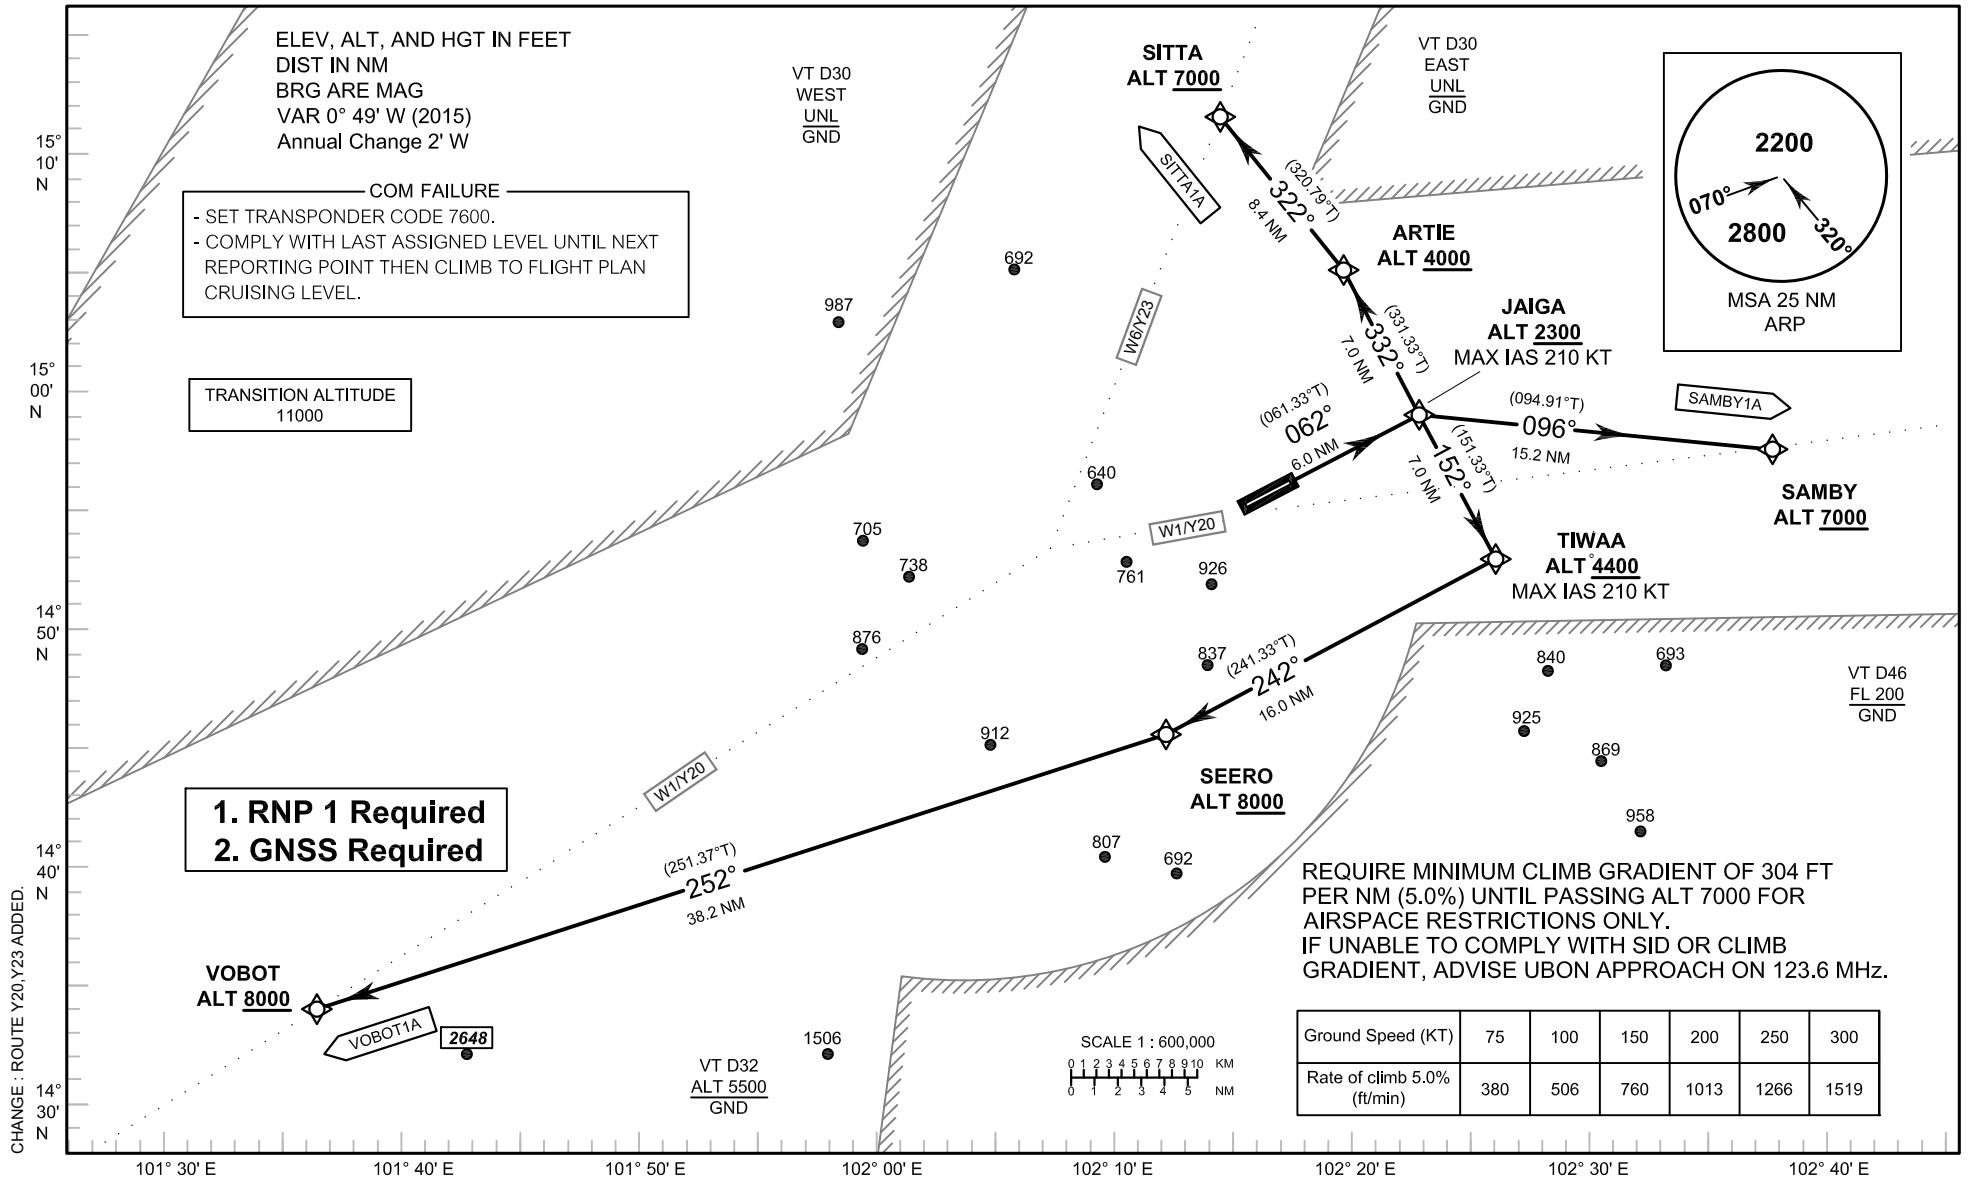 ELEV, ALT, AND HGT IN FEET
DIST IN NM
BRG ARE MAG
VAR 0° 49' W (2015)
Annual Change 2' W
COM FAILURE
- SET TRANSPONDER CODE 7600.
- COMPLY WITH LAST ASSIGNED LEVEL UNTIL NEXT
REPORTING POINT THEN CLIMB TO FLIGHT PLAN
CRUISING LEVEL.
TRANSITION ALTITUDE
11000
VT D30
WEST
UNL
GND
SITTA
ALT 7000
VT D30
EAST
UNL
GND
2200
070°
2800
320°
MSA 25 NM
ARP
SITTA1A
(320.79°T)
322°
8.4 NM
ARTIE
ALT 4000
692
987
W6/Y23
(331.33°T)
332°
7.0 NM
JAIGA
ALT 2300
MAX IAS 210 KT
(061.33°T)
062°
6.0 NM
(094.91°T)
096°
15.2 NM
SAMBY1A
SAMBY
ALT 7000
(151.33°T)
152°
7.0 NM
640
W1/Y20
705
738
761
926
TIWAA
ALT 4400
MAX IAS 210 KT
876
837
(241.33°T)
242°
16.0 NM
840
693
VT D46
FL 200
GND
925
869
958
912
SEERO
ALT 8000
W1/Y20
1. RNP 1 Required
2. GNSS Required
807
692
(251.37°T)
252°
38.2 NM
REQUIRE MINIMUM CLIMB GRADIENT OF 304 FT
PER NM (5.0%) UNTIL PASSING ALT 7000 FOR
AIRSPACE RESTRICTIONS ONLY.
IF UNABLE TO COMPLY WITH SID OR CLIMB
GRADIENT, ADVISE UBON APPROACH ON 123.6 MHz.
VOBOT
ALT 8000
VOBOT1A
2648
1506
VT D32
ALT 5500
GND
SCALE 1 : 600,000
0 1 2 3 4 5 6 7 8 9 10 KM
0 1 2 3 4 5 NM
Ground Speed (KT) 75 100 150 200 250 300
Rate of climb 5.0%
(ft/min) 380 506 760 1013 1266 1519
15°
10'
N
15°
00'
N
14°
50'
N
14°
40'
N
14°
30'
N
101° 30' E 101° 40' E 101° 50' E 102° 00' E 102° 10' E 102° 20' E 102° 30' E 102° 40' E
CHANGE : ROUTE Y20,Y23 ADDED.